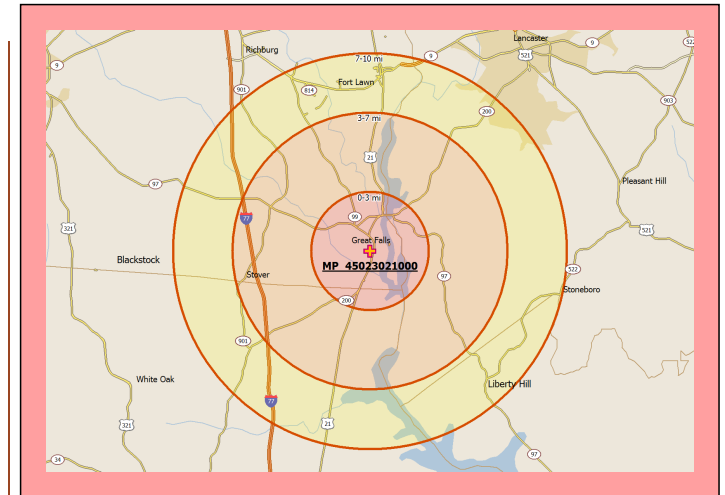 Lancaster
9
521
522
Richburg
9
7-10 mi
9
Fort Lawn
901
814
903
200
3-7 mi
21
97
Pleasant Hill
0-3 mi
99
77
321
521
Great Falls
Blackstock
MP_45023021000
522
Stover
97
Stoneboro
200
901
White Oak
Liberty Hill
77
321
21
97
34